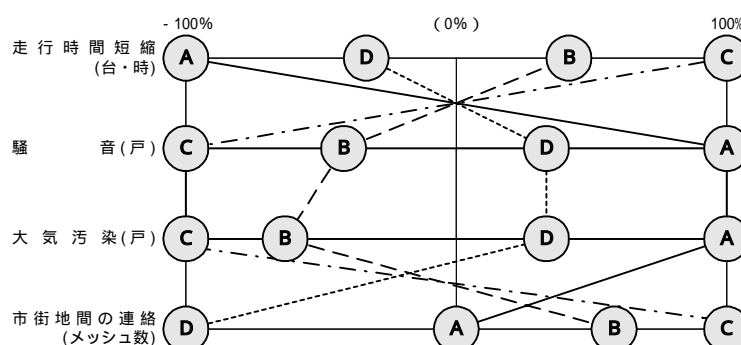 - 100% (0%) 100%
走行時間短縮 A D B C
(台・時)
騒音(戸) C B D A
大気汚染(戸) C B D A
市街地間の連絡 D A B C
(メッシュ数)